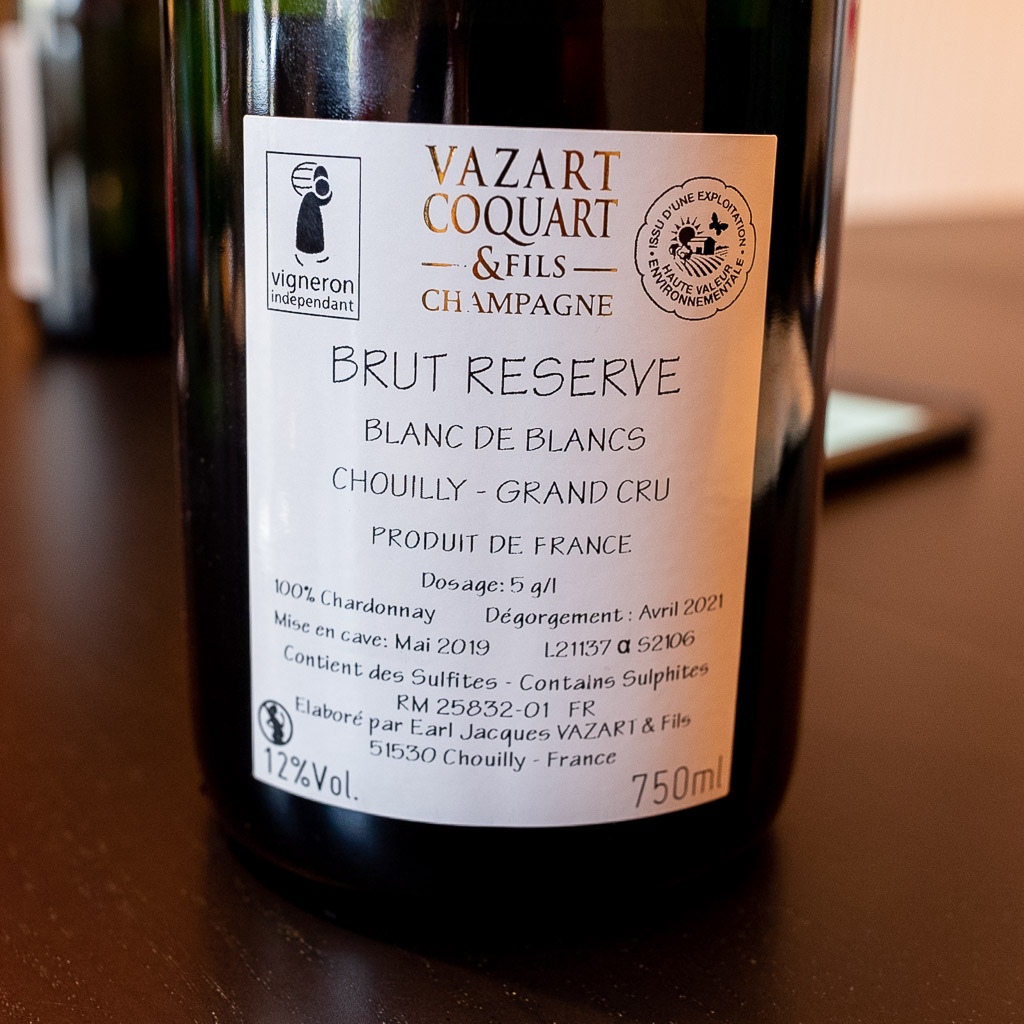 vigneron
independant
VAZART
COQUART
& FILS
CHAMPAGNE
ISSU D'UNE EXPLOITATION
HAUTE VALEUR
ENVIRONNEMENTALE
BRUT RESERVE
BLANC DE BLANCS
CHOUILLY - GRAND CRU
PRODUIT DE FRANCE
Dosage: 5 g/l
100% Chardonnay Dégorgement : Avril 2021
Mise en cave: Mai 2019 L21137 α S2106
Contient des Sulfites - Contains Sulphites
RM 25832-01 FR
Elaboré par Earl Jacques VAZART & Fils
51530 Chouilly - France
12%Vol. 750ml